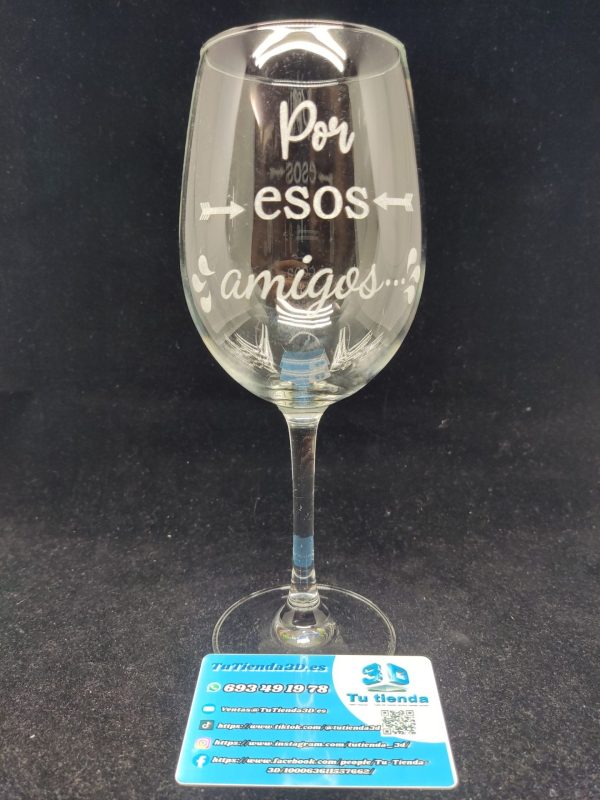 Por
esos
amigos...
TuTienda3D.es
693 49 19 78
Ventas@TuTienda3D.es
https://www.tiktok.com/@tutienda3d
https://www.instagram.com/tutienda_3d/
https://www.facebook.com/people/Tu-Tienda-
3D/100063611557662/
3D
Tu tienda